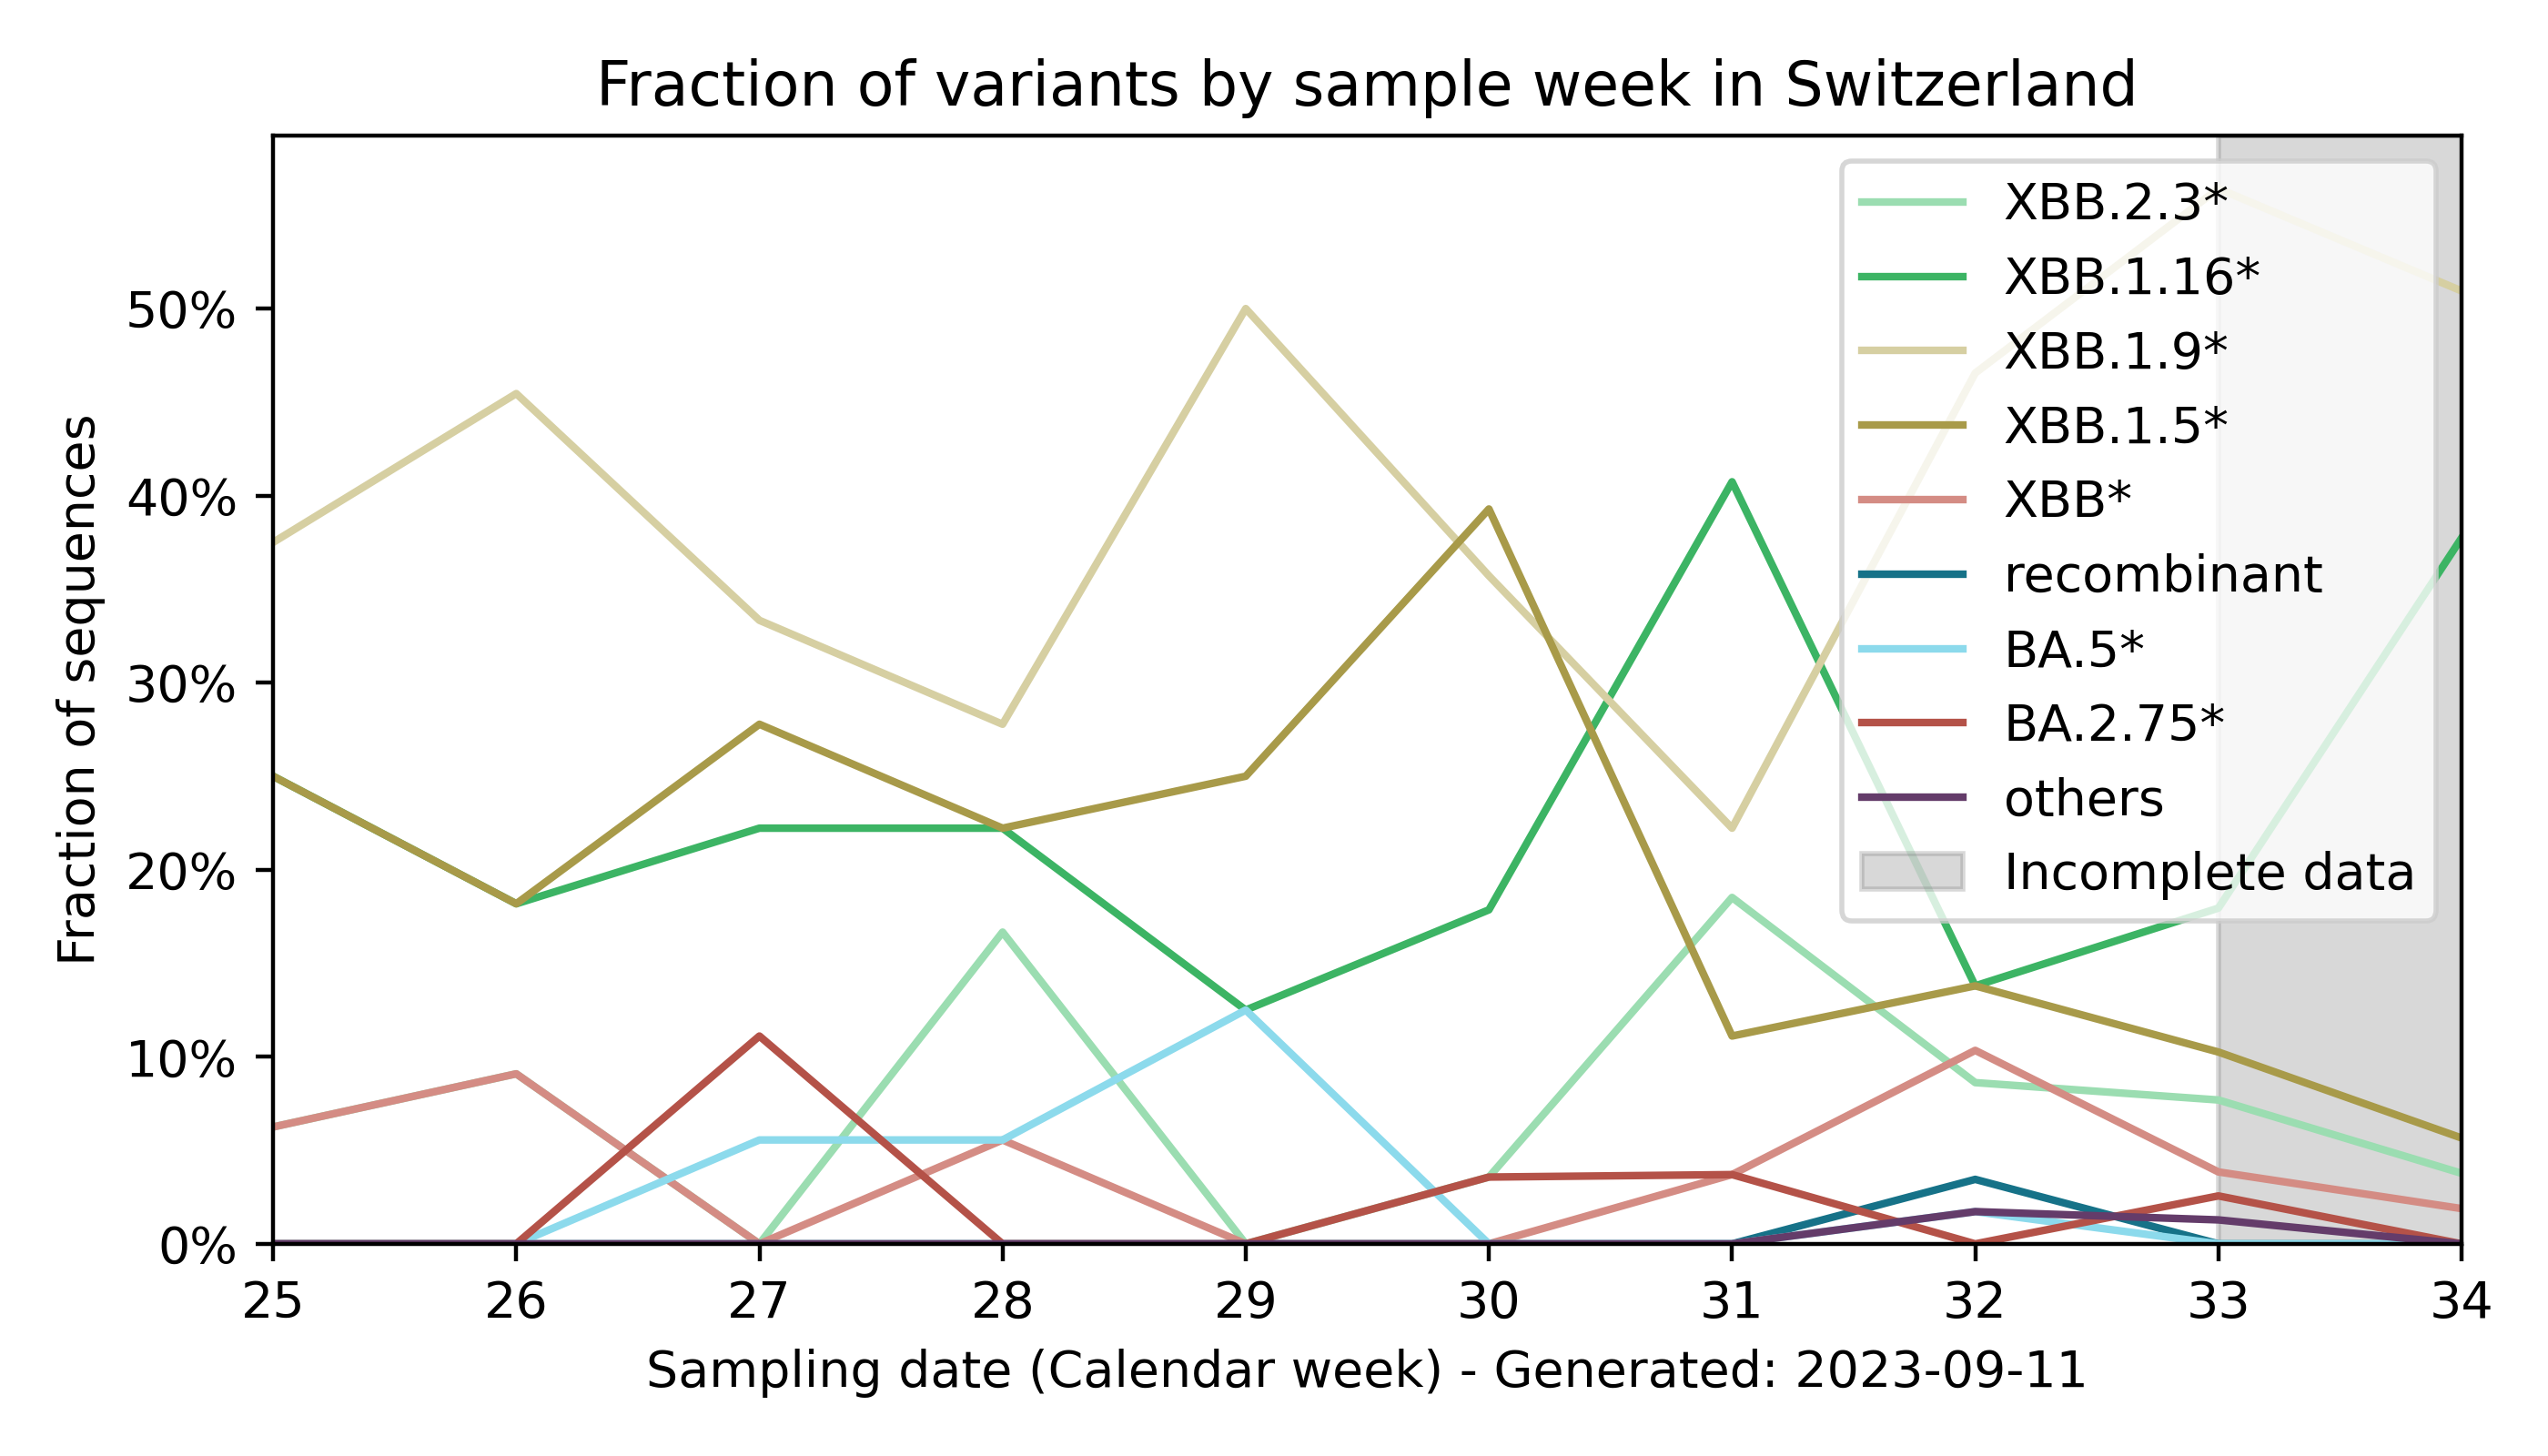 Fraction of variants by sample week in Switzerland
Fraction of sequences
50%
40%
30%
20%
10%
0%
XBB.2.3*
XBB.1.16*
XBB.1.9*
XBB.1.5*
XBB*
recombinant
BA.5*
BA.2.75*
others
Incomplete data
25 26 27 28 29 30 31 32 33 34
Sampling date (Calendar week) - Generated: 2023-09-11